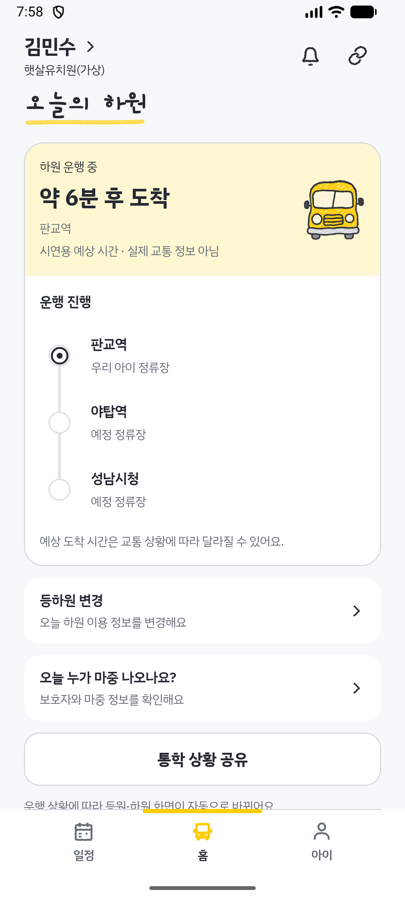 7:58
김민수
햇살유치원(가상)
오늘의 하원
하원 운행 중
약 6분 후 도착
판교역
시연용 예상 시간 · 실제 교통 정보 아님
운행 진행
판교역
우리 아이 정류장
야탑역
예정 정류장
성남시청
예정 정류장
예상 도착 시간은 교통 상황에 따라 달라질 수 있어요.
등하원 변경
오늘 하원 이용 정보를 변경해요
오늘 누가 마중 나오나요?
보호자와 마중 정보를 확인해요
통학 상황 공유
운행 상황에 따라 등원·하원 화면이 자동으로 바뀌어요
일정
홈
아이